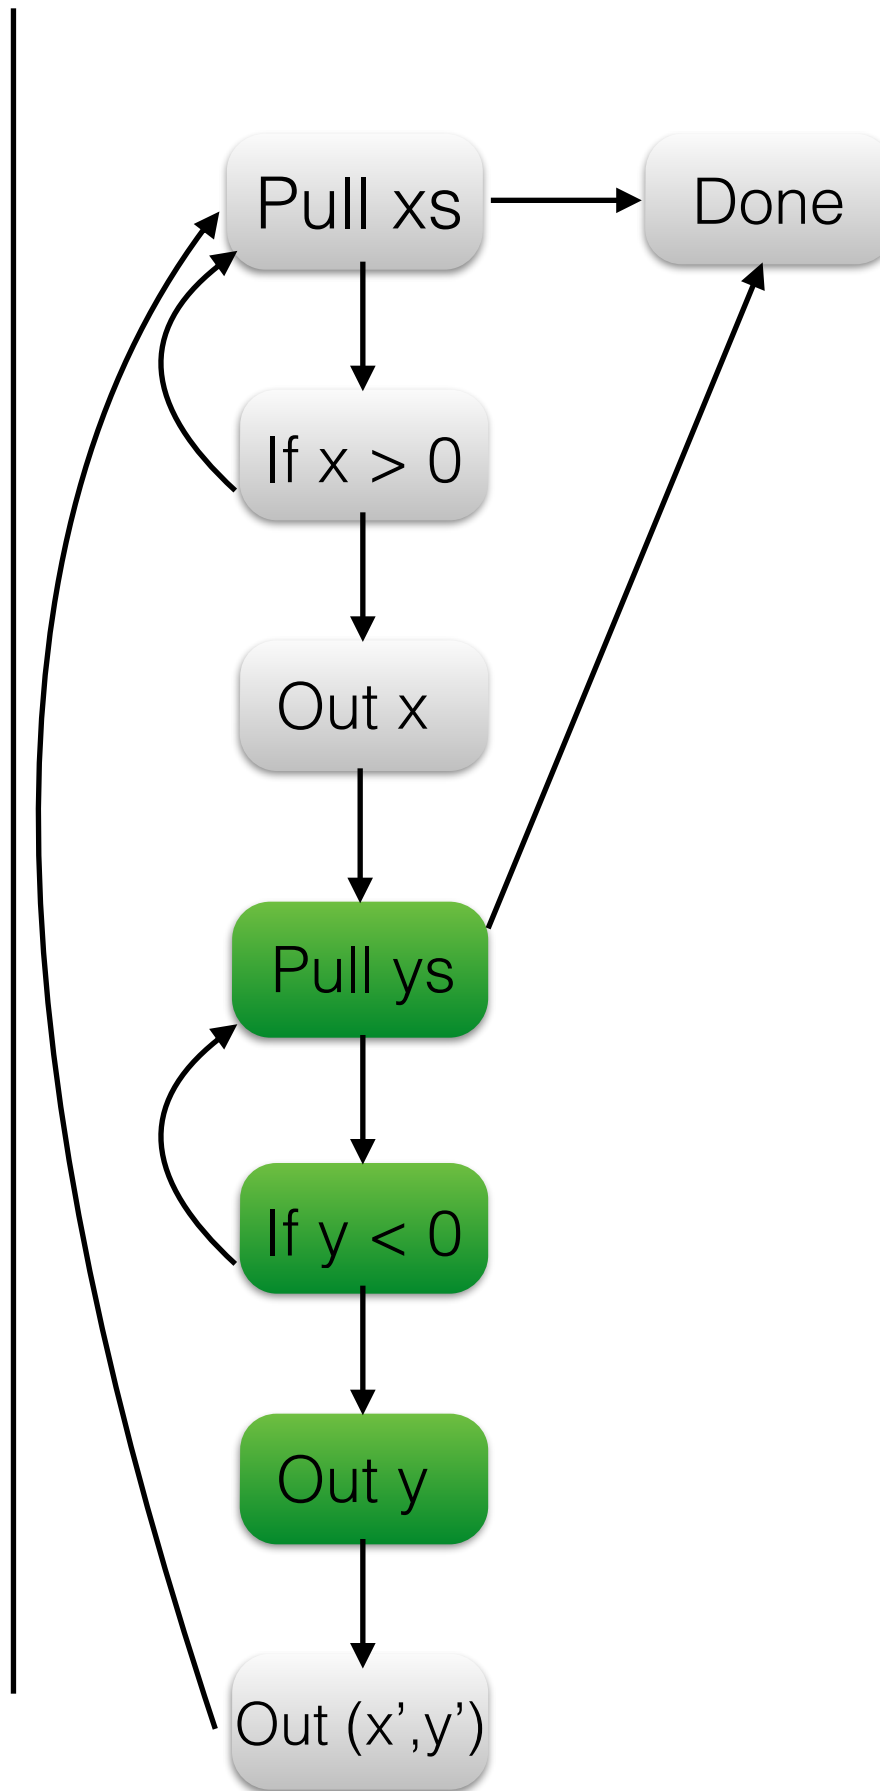 Pull xs
Done
If x > 0
Out x
Pull ys
If y < 0
Out y
Out (x’,y’)